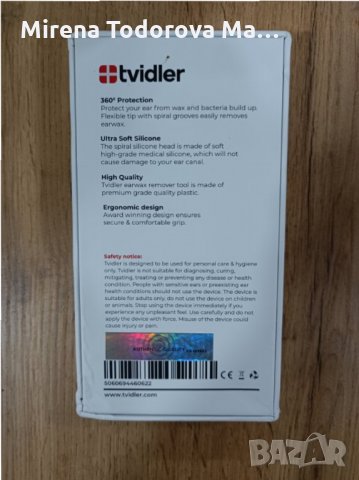 Mirena Todorova Ma...
tvidler
360° Protection
Protect your ear from wax and bacteria build up.
Flexible tip with spiral grooves easily removes
earwax.
Ultra Soft Silicone
The spiral silicone head is made of soft
high-grade medical silicone, which will not
cause damage to your ear canal.
High Quality
Tvidler earwax remover tool is made of
premium grade quality plastic.
Ergonomic design
Award winning design ensures
secure & comfortable grip.
Safety notice:
Tvidler is designed to be used for personal care & hygiene
only. Tvidler is not suitable for diagnosing, curing,
mitigating, treating or preventing any disease or health
condition. People with sensitive ears or preexisting ear
health conditions should not use the device. The device is
suitable for adults only, do not use the device on children
or animals. Stop using the device immediately if you
experience any unpleasant feel. Use carefully and do not
apply the device with force. Misuse of the device could
cause injury or pain.
AUTHENTIC QUALITY
5060694460622
CE
www.tvidler.com
BAZAR
bg